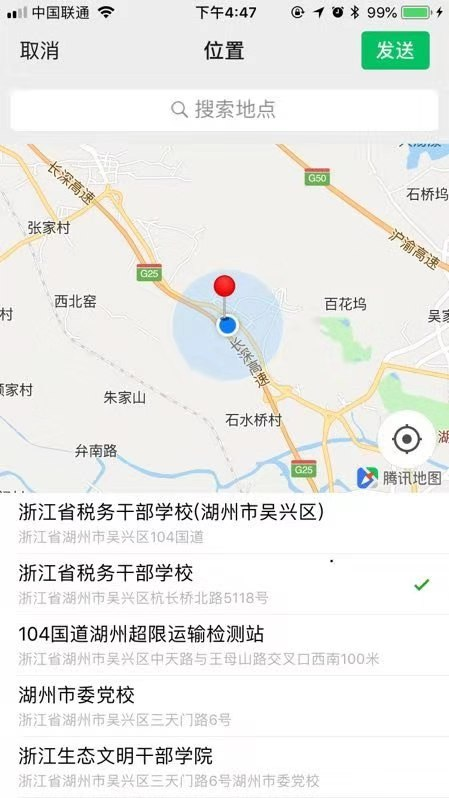 中国联通 下午4:47 99%
取消 位置 发送
搜索地点
长深高速
G50
石桥坞
张家村
沪渝高速
G25
西北窑
百花坞
村
吴家
长深高速
顾家村
朱家山
石水桥村
弁南路
湖
G25
腾讯地图
浙江省税务干部学校(湖州市吴兴区)
浙江省湖州市吴兴区104国道
浙江省税务干部学校
浙江省湖州市吴兴区杭长桥北路5118号
104国道湖州超限运输检测站
浙江省湖州市吴兴区中天路与王母山路交叉口西南100米
湖州市委党校
浙江省湖州市吴兴区三天门路6号
浙江生态文明干部学院
浙江省湖州市吴兴区三天门路6号湖州市委党校